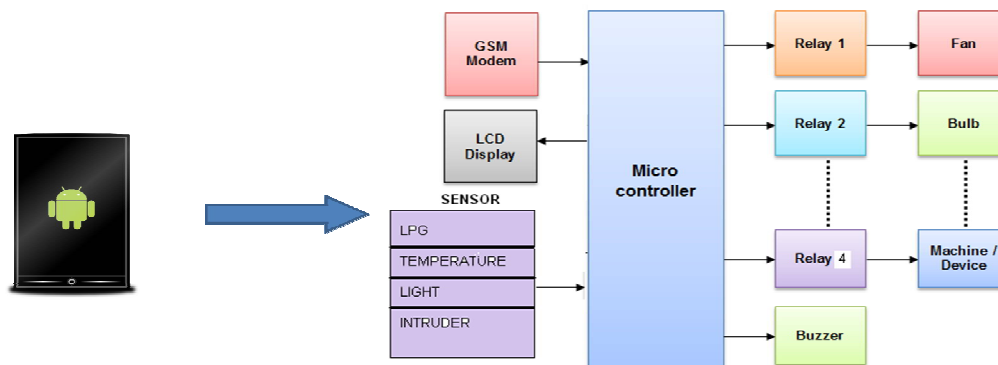 GSM
Modem
LCD
Display
SENSOR
LPG
TEMPERATURE
LIGHT
INTRUDER
Micro
controller
Relay 1
Fan
Relay 2
Bulb
Relay 4
Machine /
Device
Buzzer